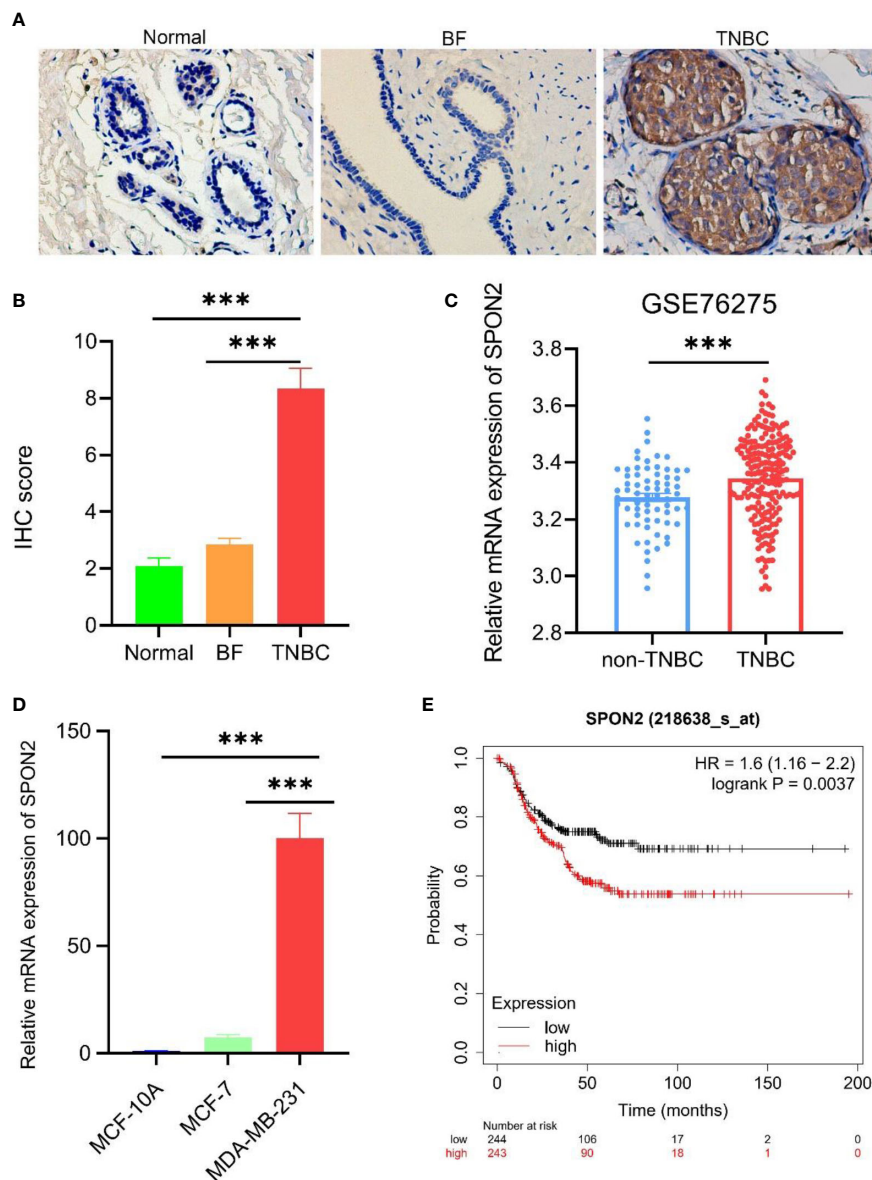 A
Normal BF TNBC
B
***
***
10
8
6
4
2
0
IHC score
Normal BF TNBC
C
GSE76275
***
3.8
3.6
3.4
3.2
3.0
2.8
Relative mRNA expression of SPON2
non-TNBC TNBC
D
***
***
150
100
50
0
Relative mRNA expression of SPON2
MCF-10A MCF-7 MDA-MB-231
E
SPON2 (218638_s_at)
HR = 1.6 (1.16 − 2.2)
logrank P = 0.0037
1.0
0.8
0.6
0.4
0.2
0.0
Probability
Expression
low
high
0 50 100 150 200
Time (months)
Number at risk
low 244 106 17 2 0
high 243 90 18 1 0